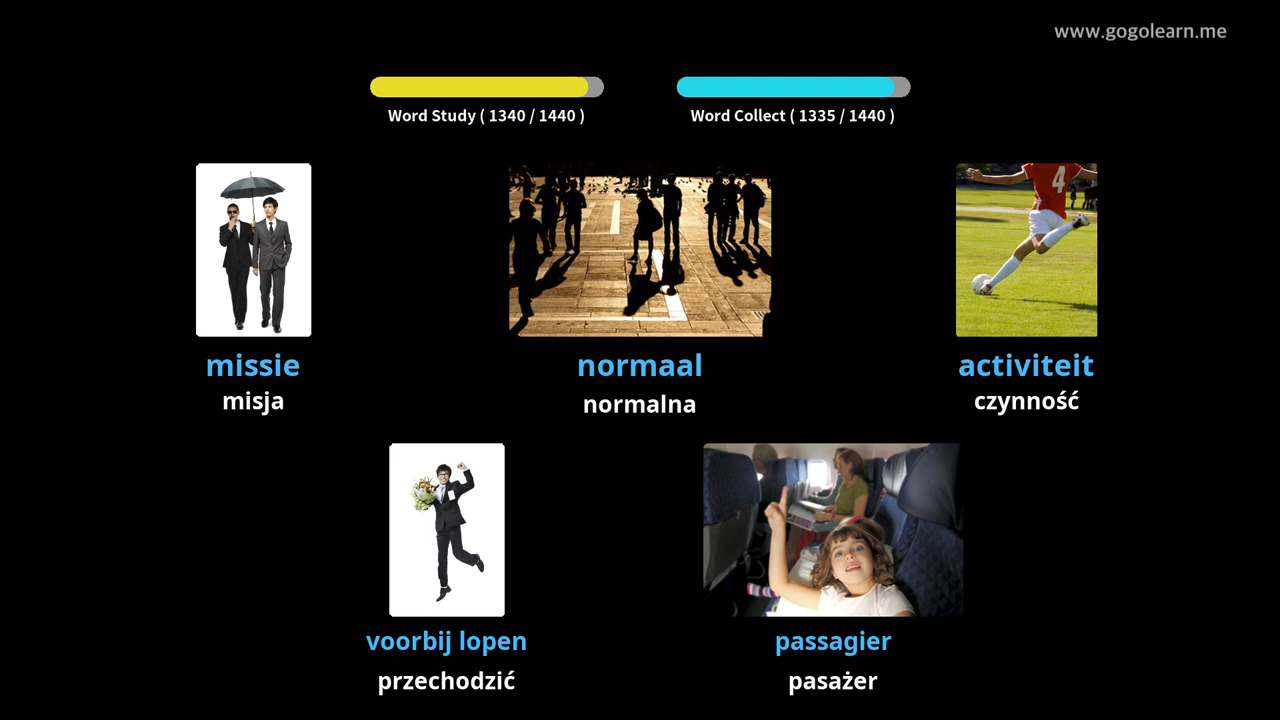 www.gogolearn.me
Word Study ( 1340 / 1440 )
Word Collect ( 1335 / 1440 )
4
missie
misja
normaal
normalna
activiteit
czynność
voorbij lopen
przechodzić
passagier
pasażer